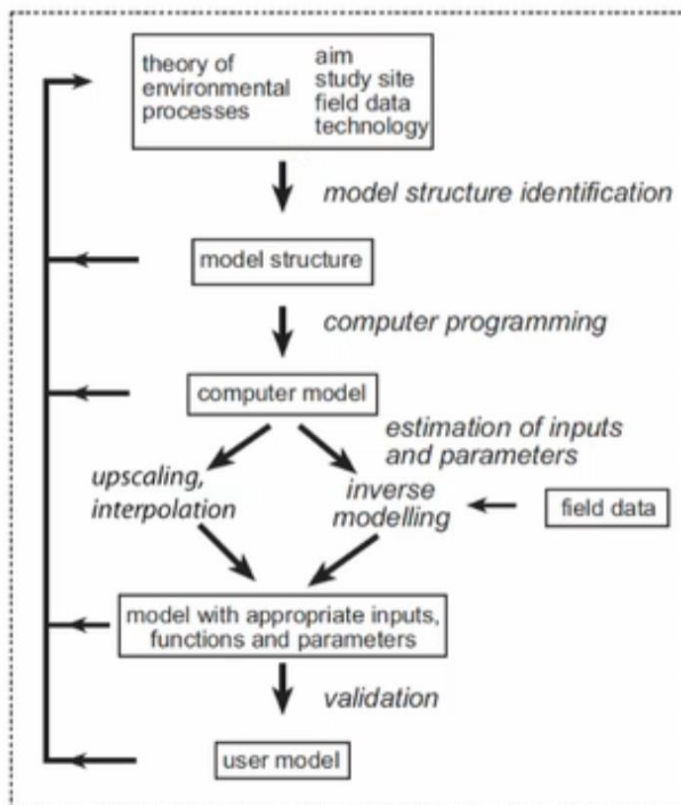 theory of
environmental
processes
aim
study site
field data
technology
model structure identification
model structure
computer programming
computer model
estimation of inputs
and parameters
upscaling,
interpolation
inverse
modelling
field data
model with appropriate inputs,
functions and parameters
validation
user model